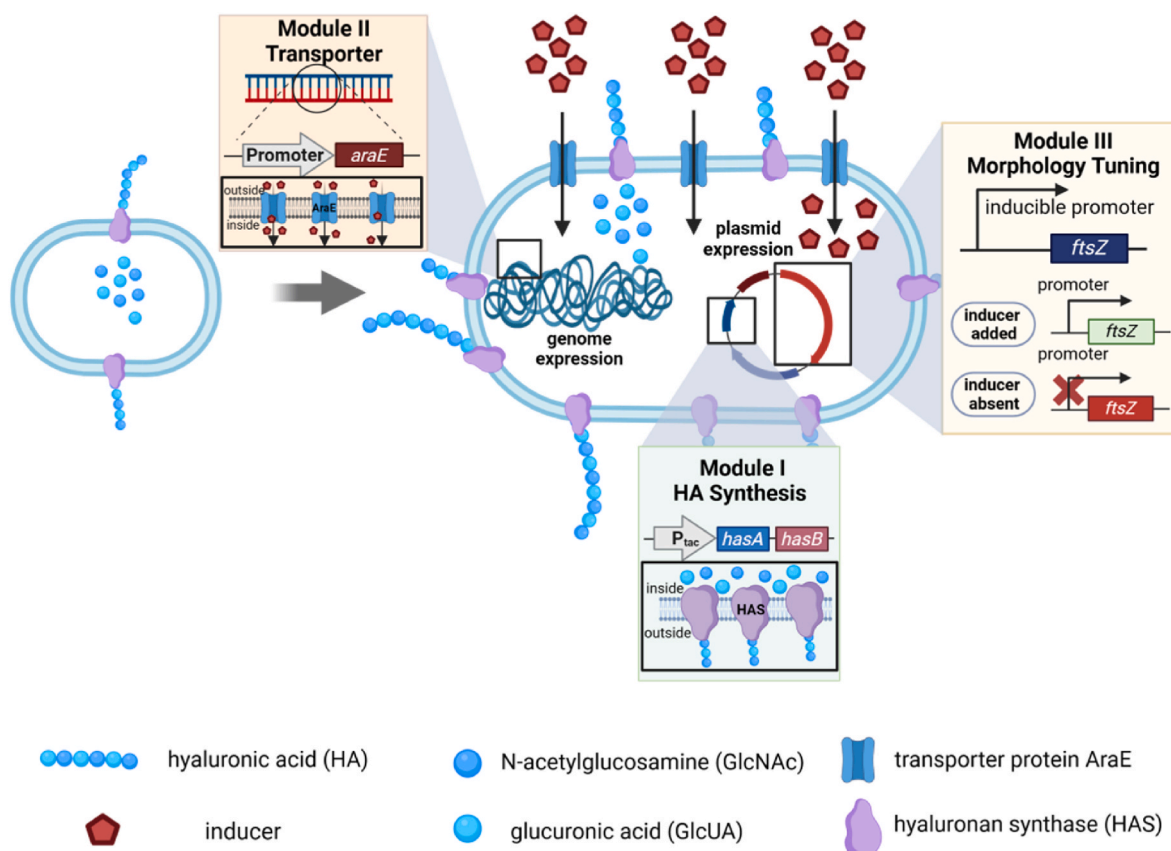 Module II
Transporter
Promoter
araE
outside
AraE
inside
genome
expression
plasmid
expression
Module III
Morphology Tuning
inducible promoter
ftsZ
promoter
inducer
added
ftsZ
promoter
inducer
absent
ftsZ
Module I
HA Synthesis
Ptac
hasA
hasB
inside
HAS
outside
hyaluronic acid (HA)
N-acetylglucosamine (GlcNAc)
transporter protein AraE
inducer
glucuronic acid (GlcUA)
hyaluronan synthase (HAS)